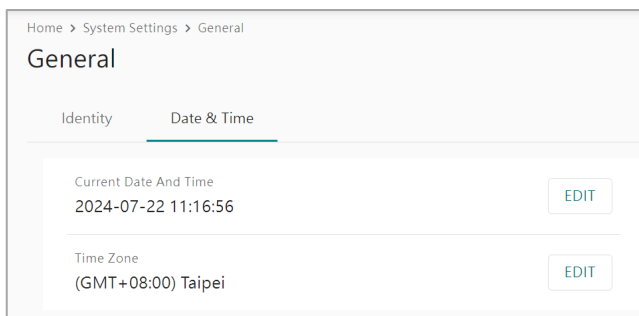 Home > System Settings > General
General
Identity Date & Time
Current Date And Time
2024-07-22 11:16:56
EDIT
Time Zone
(GMT+08:00) Taipei
EDIT